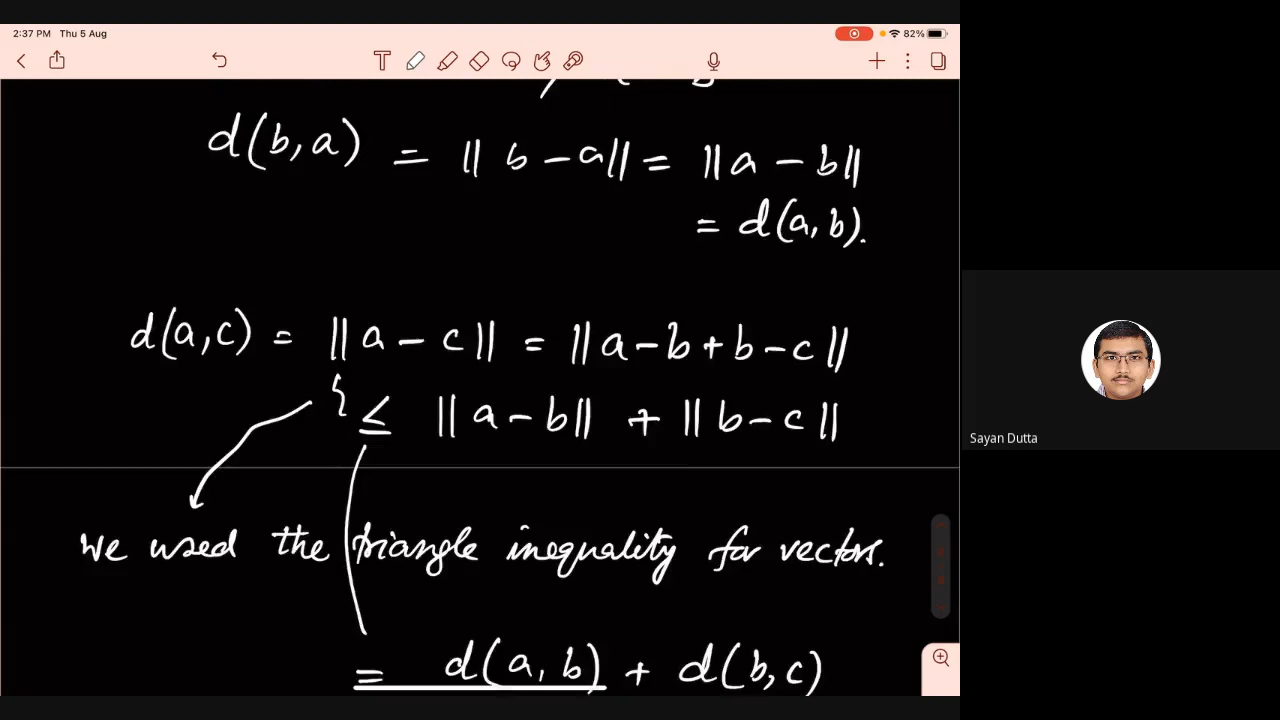 2:37 PM Thu 5 Aug
82%
T
d(b,a) = || b - a || = || a - b ||
= d(a,b).
d(a,c) = || a - c || = || a - b + b - c ||
≤ || a - b || + || b - c ||
Sayan Dutta
we used the triangle inequality for vectors.
= d(a,b) + d(b,c)